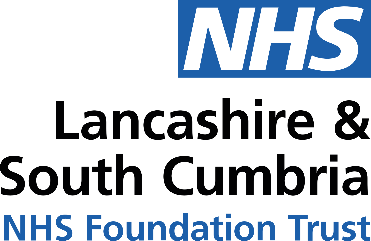 NHS
Lancashire &
South Cumbria
NHS Foundation Trust